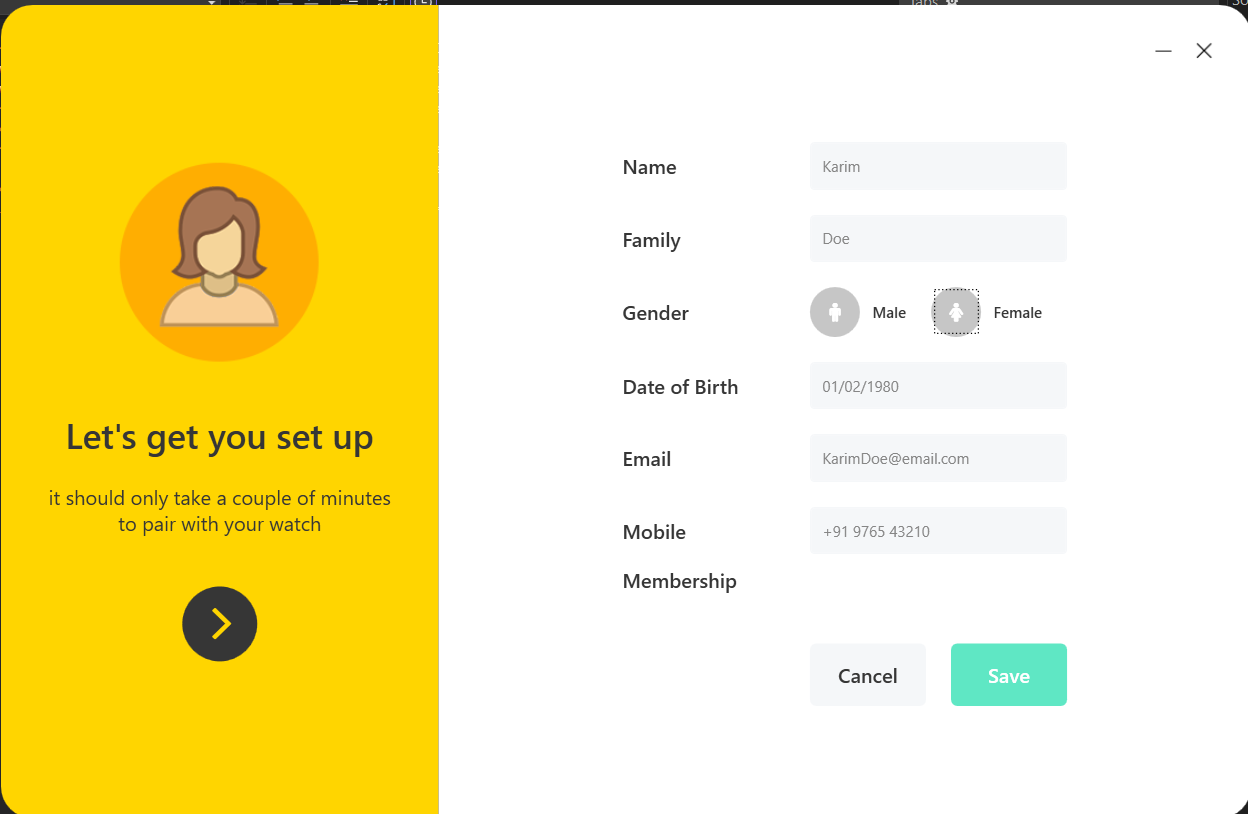 Let's get you set up
it should only take a couple of minutes
to pair with your watch
Name
Karim
Family
Doe
Gender
Male
Female
Date of Birth
01/02/1980
Email
KarimDoe@email.com
Mobile
+91 9765 43210
Membership
Cancel
Save